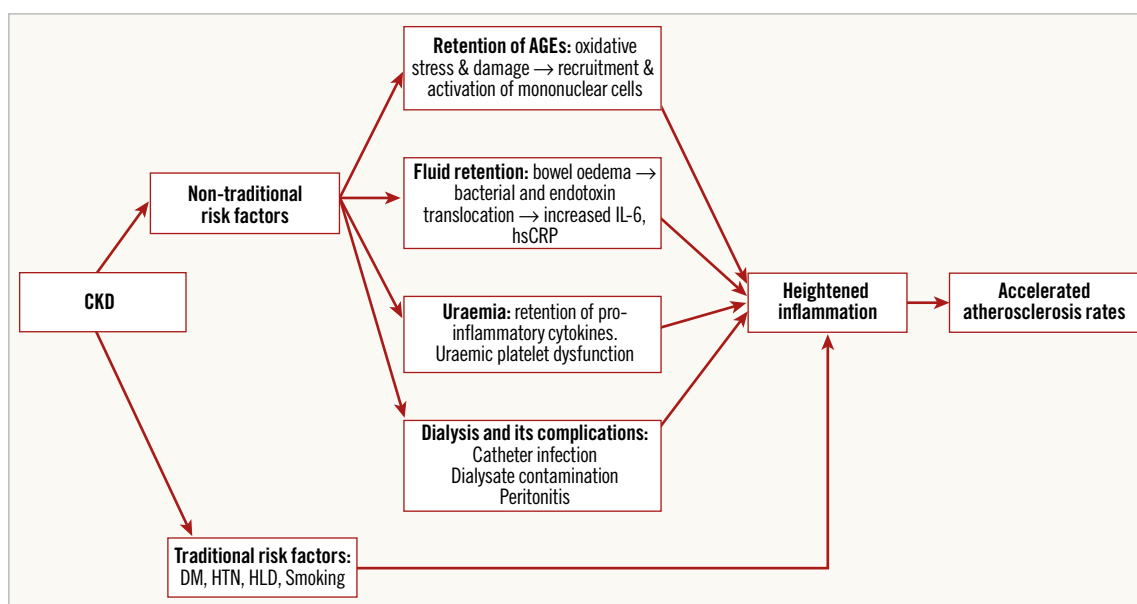 Retention of AGEs: oxidative
stress & damage → recruitment &
activation of mononuclear cells
Fluid retention: bowel oedema →
bacterial and endotoxin
translocation → increased IL-6,
hsCRP
Non-traditional
risk factors
CKD
Uraemia: retention of pro-
inflammatory cytokines.
Uraemic platelet dysfunction
Heightened
inflammation
Accelerated
atherosclerosis rates
Dialysis and its complications:
Catheter infection
Dialysate contamination
Peritonitis
Traditional risk factors:
DM, HTN, HLD, Smoking